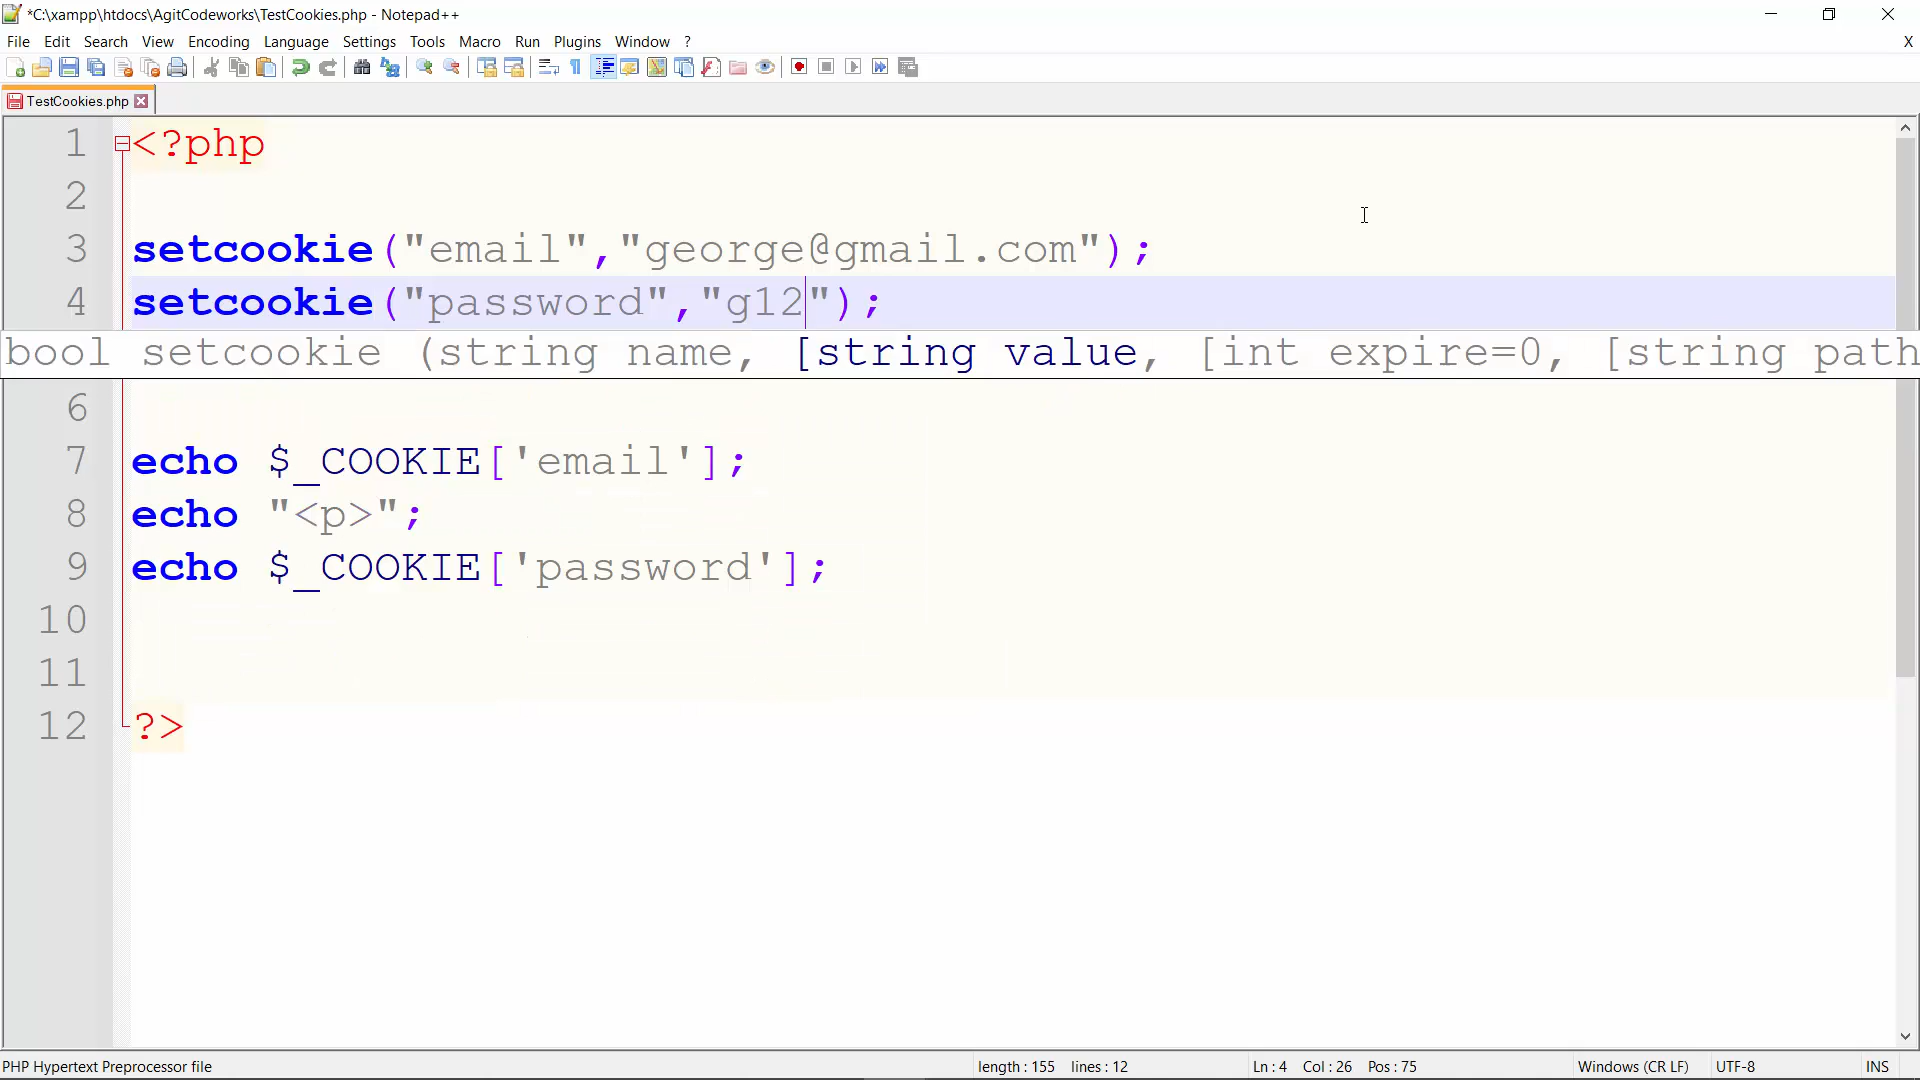 *C:\xampp\htdocs\AgitCodeworks\TestCookies.php - Notepad++
File Edit Search View Encoding Language Settings Tools Macro Run Plugins Window ? X
TestCookies.php
1 <?php
2
3 setcookie("email","george@gmail.com");
4 setcookie("password","g12");
bool setcookie (string name, [string value, [int expire=0, [string path
6
7 echo $_COOKIE['email'];
8 echo "<p>";
9 echo $_COOKIE['password'];
10
11
12 ?>
PHP Hypertext Preprocessor file length : 155 lines : 12 Ln : 4 Col : 26 Pos : 75 Windows (CR LF) UTF-8 INS